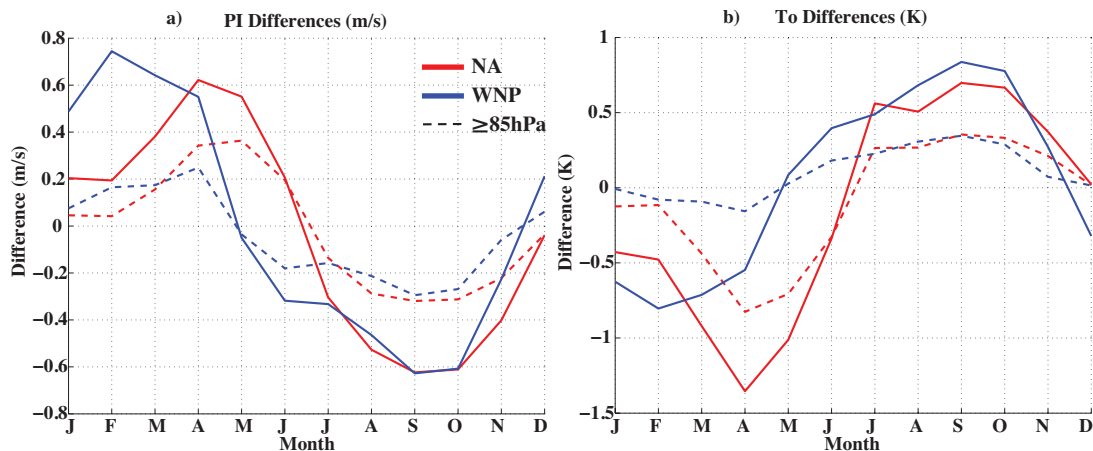 a) PI Differences (m/s)
0.8
0.6
0.4
0.2
0
−0.2
−0.4
−0.6
−0.8
Difference (m/s)
NA
WNP
≥85hPa
J F M A M J J A S O N D
Month
b) To Differences (K)
1
0.5
0
−0.5
−1
−1.5
Difference (K)
J F M A M J J A S O N D
Month